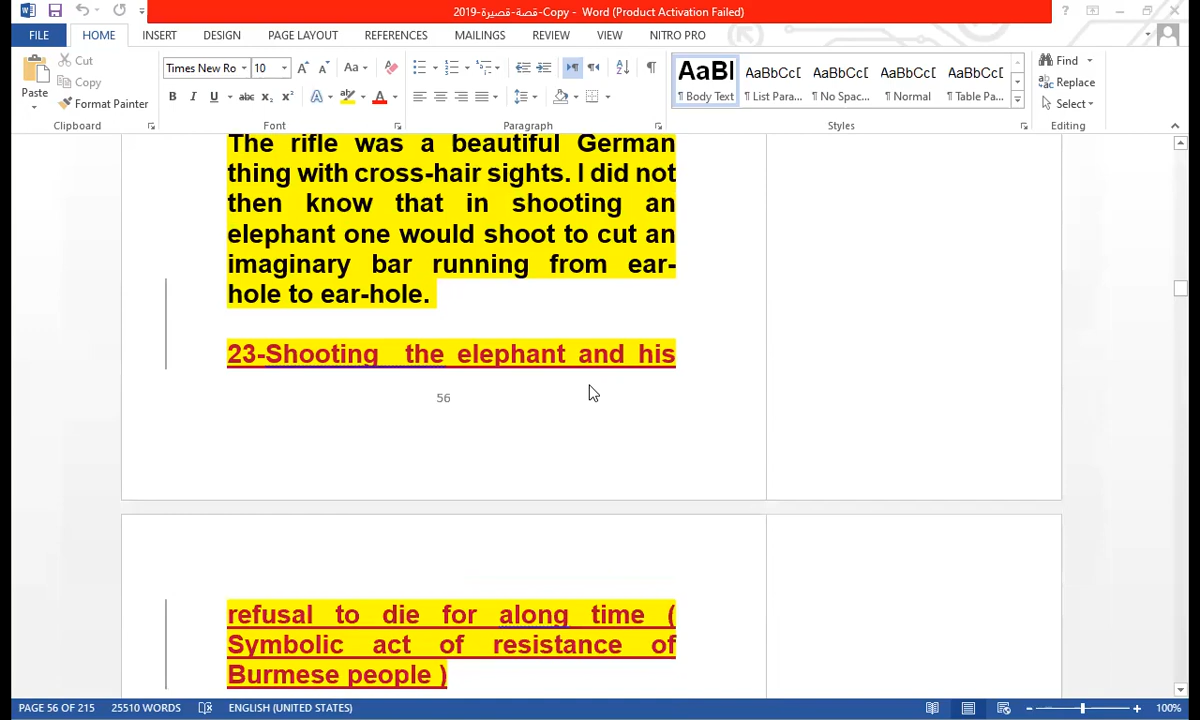 2019-قصة-قصيرة-Copy - Word (Product Activation Failed)
FILE HOME INSERT DESIGN PAGE LAYOUT REFERENCES MAILINGS REVIEW VIEW NITRO PRO
Paste
Cut
Copy
Format Painter
Clipboard
Times New Ro 10
Font
Paragraph
AaBl AaBbCcD AaBbCcD AaBbCcD AaBbCcD
¶ Body Text ¶ List Para... ¶ No Spac... ¶ Normal ¶ Table Pa...
Styles
Find
Replace
Select
Editing
The rifle was a beautiful German
thing with cross-hair sights. I did not
then know that in shooting an
elephant one would shoot to cut an
imaginary bar running from ear-
hole to ear-hole.
23-Shooting the elephant and his
56
refusal to die for along time (
Symbolic act of resistance of
Burmese people )
PAGE 56 OF 215 25510 WORDS ENGLISH (UNITED STATES) 100%